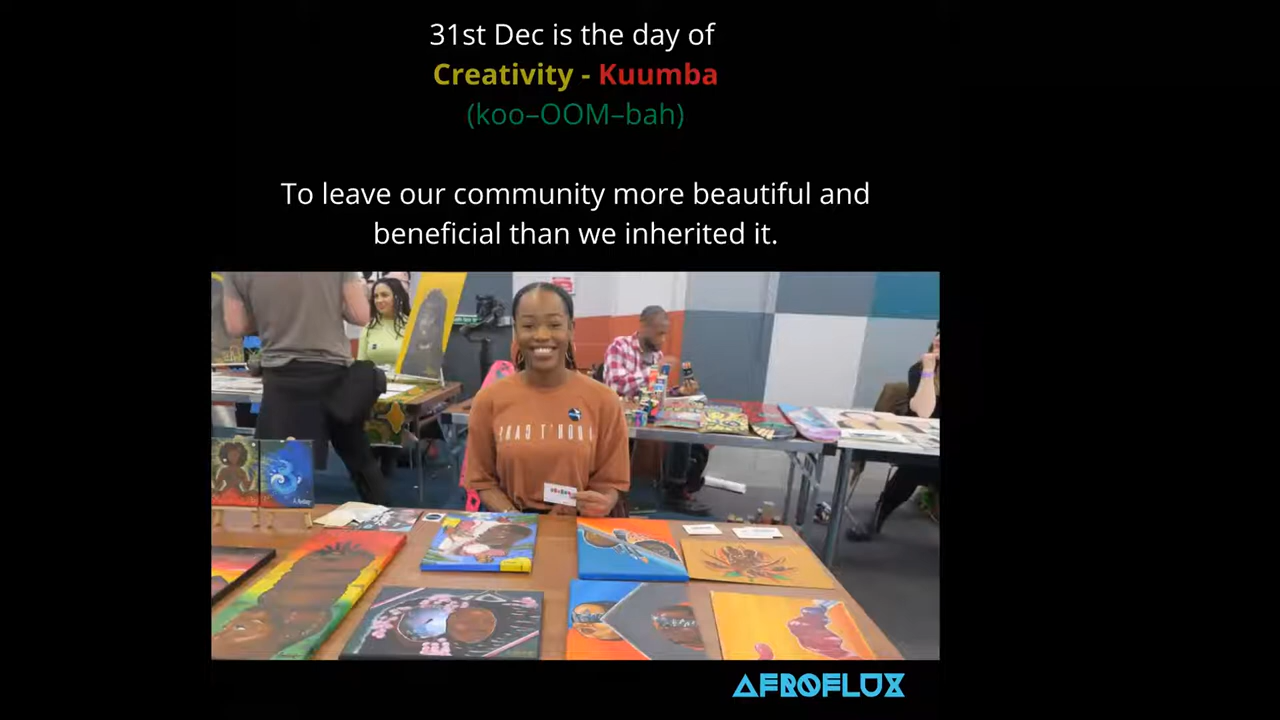 31st Dec is the day of
Creativity - Kuumba
(koo–OOM–bah)
To leave our community more beautiful and
beneficial than we inherited it.
AFROFLUX